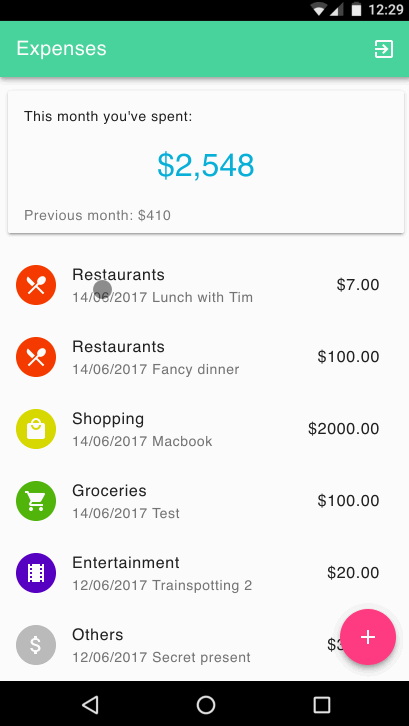 12:29
Expenses
This month you've spent:
$2,548
Previous month: $410
Restaurants
$7.00
14/06/2017 Lunch with Tim
Restaurants
$100.00
14/06/2017 Fancy dinner
Shopping
$2000.00
14/06/2017 Macbook
Groceries
$100.00
14/06/2017 Test
Entertainment
$20.00
12/06/2017 Trainspotting 2
Others
12/06/2017 Secret present